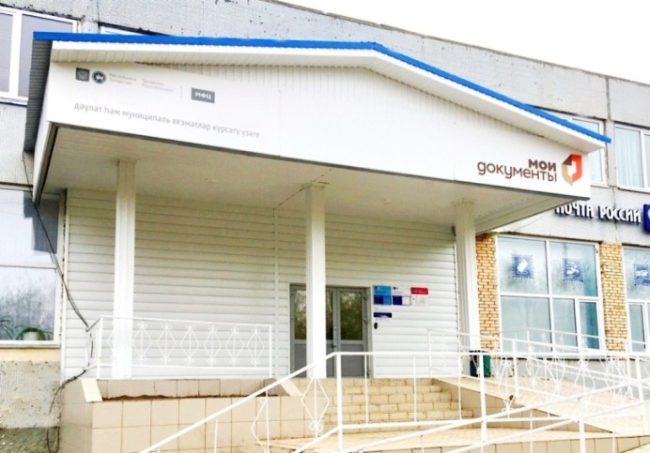 МФЦ
дәүләт һәм муниципаль хезмәтләр күрсәтү үзәге
мои
документы
ПОЧТА РОССИИ